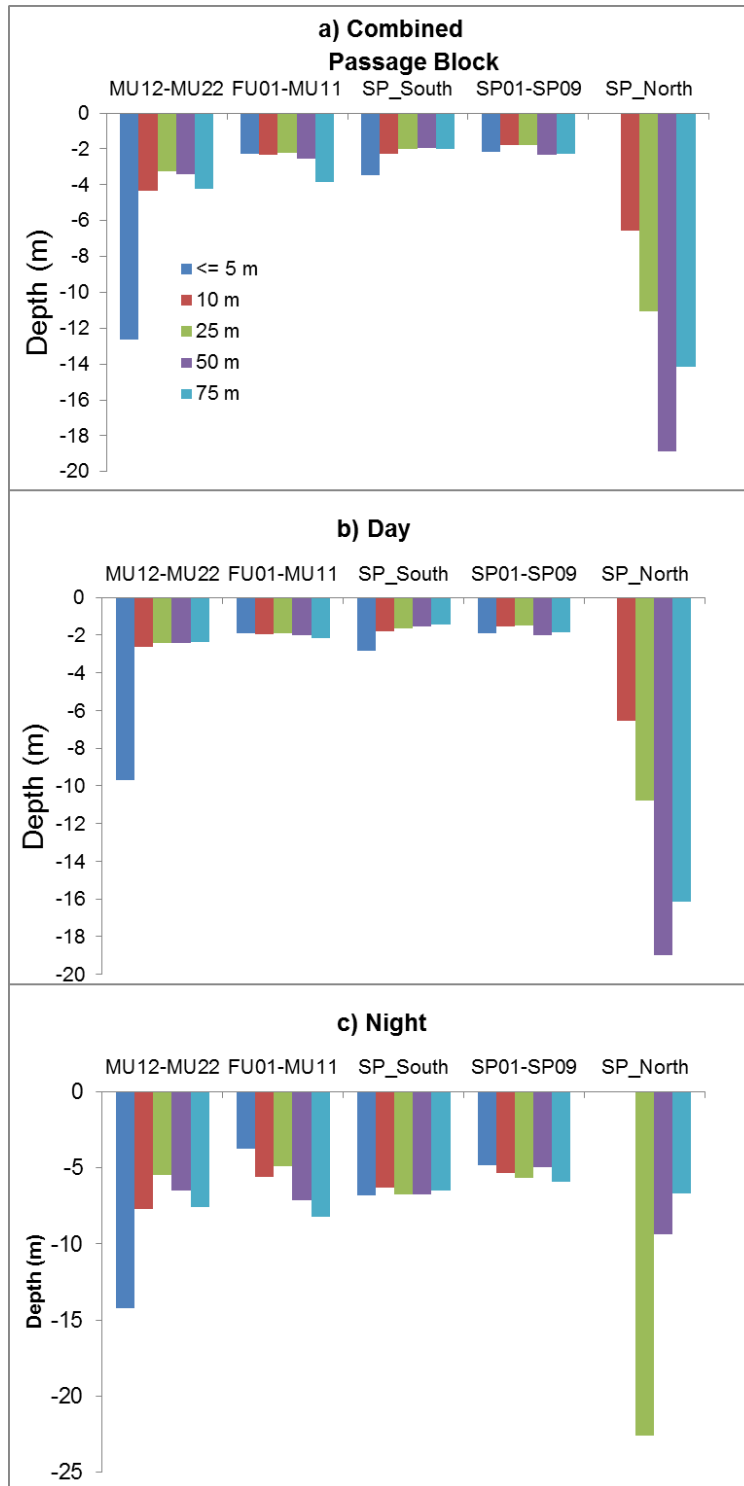 a) Combined
Passage Block
MU12-MU22 FU01-MU11 SP_South SP01-SP09 SP_North
0
-2
-4
-6
-8
-10
-12
-14
-16
-18
-20
Depth (m)
<= 5 m
10 m
25 m
50 m
75 m
b) Day
MU12-MU22 FU01-MU11 SP_South SP01-SP09 SP_North
0
-2
-4
-6
-8
-10
-12
-14
-16
-18
-20
Depth (m)
c) Night
MU12-MU22 FU01-MU11 SP_South SP01-SP09 SP_North
0
-5
-10
-15
-20
-25
Depth (m)